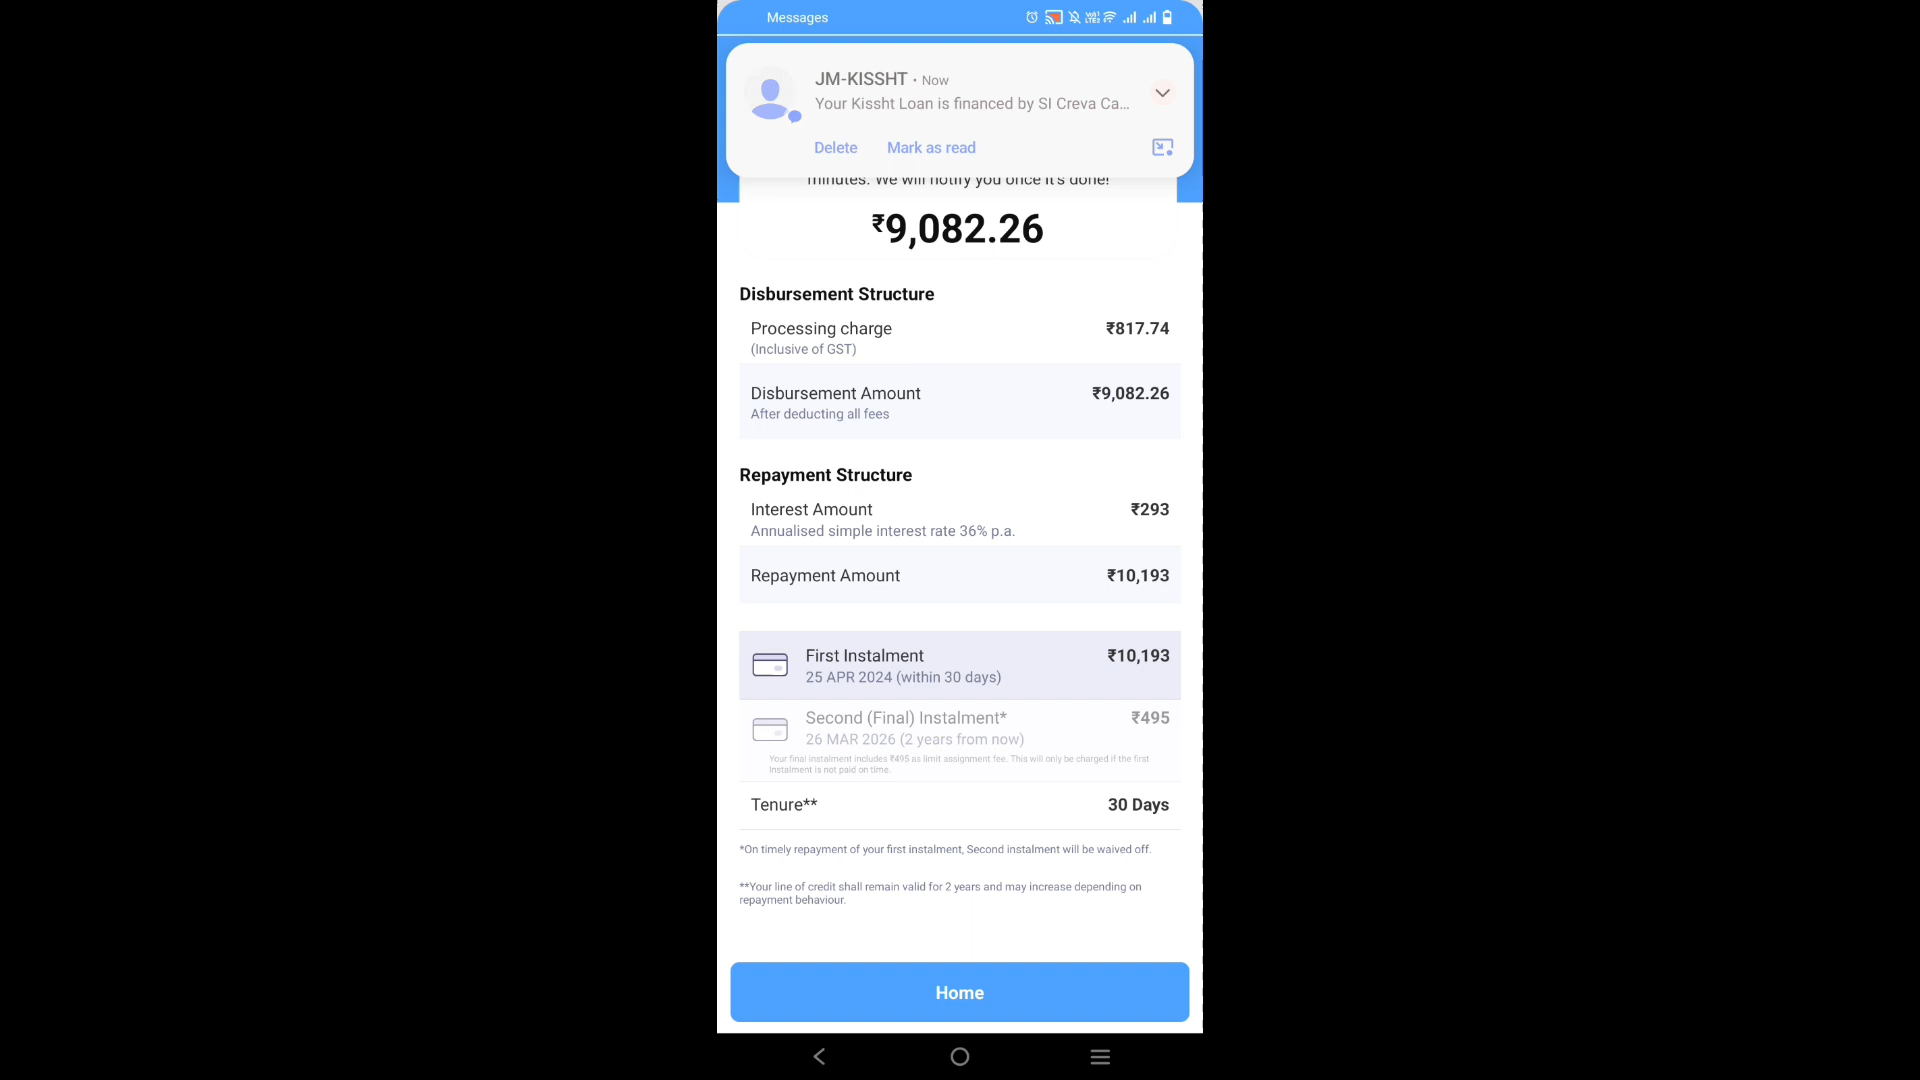 Messages
JM-KISSHT • Now
Your Kissht Loan is financed by SI Creva Ca...
Delete Mark as read
minutes. We will notify you once it's done!
₹9,082.26
Disbursement Structure
Processing charge ₹817.74
(Inclusive of GST)
Disbursement Amount ₹9,082.26
After deducting all fees
Repayment Structure
Interest Amount ₹293
Annualised simple interest rate 36% p.a.
Repayment Amount ₹10,193
First Instalment ₹10,193
25 APR 2024 (within 30 days)
Second (Final) Instalment* ₹495
26 MAR 2026 (2 years from now)
Your final instalment includes ₹495 as limit assignment fee. This will only be charged if the first
Instalment is not paid on time.
Tenure** 30 Days
*On timely repayment of your first instalment, Second instalment will be waived off.
**Your line of credit shall remain valid for 2 years and may increase depending on
repayment behaviour.
Home